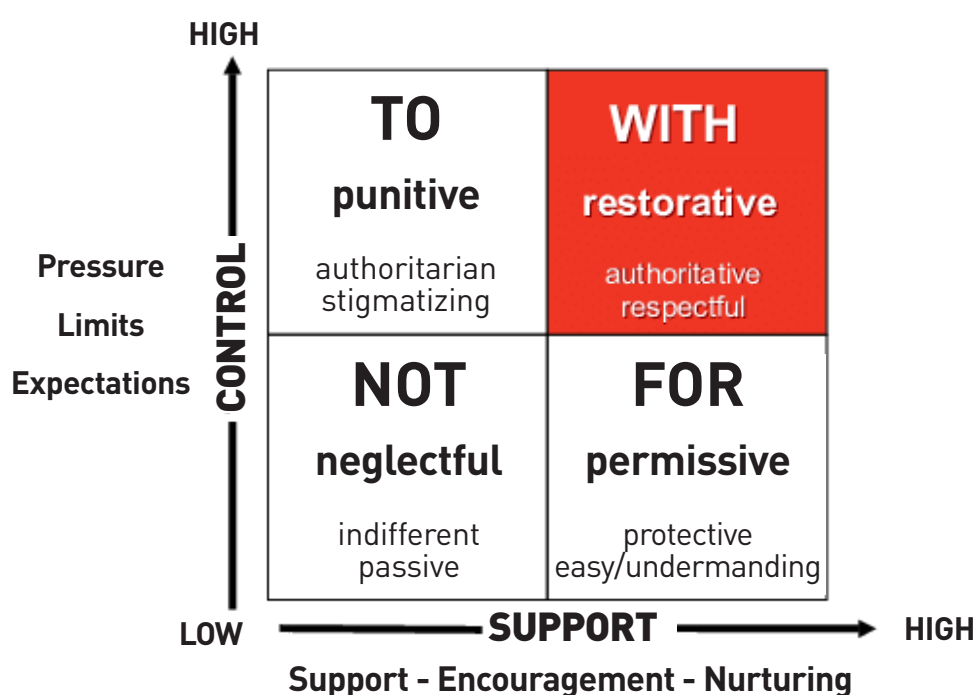 HIGH
TO
punitive
authoritarian
stigmatizing
WITH
restorative
authoritative
respectful
Pressure
Limits
Expectations
CONTROL
NOT
neglectful
indifferent
passive
FOR
permissive
protective
easy/undermanding
LOW
SUPPORT
HIGH
Support - Encouragement - Nurturing